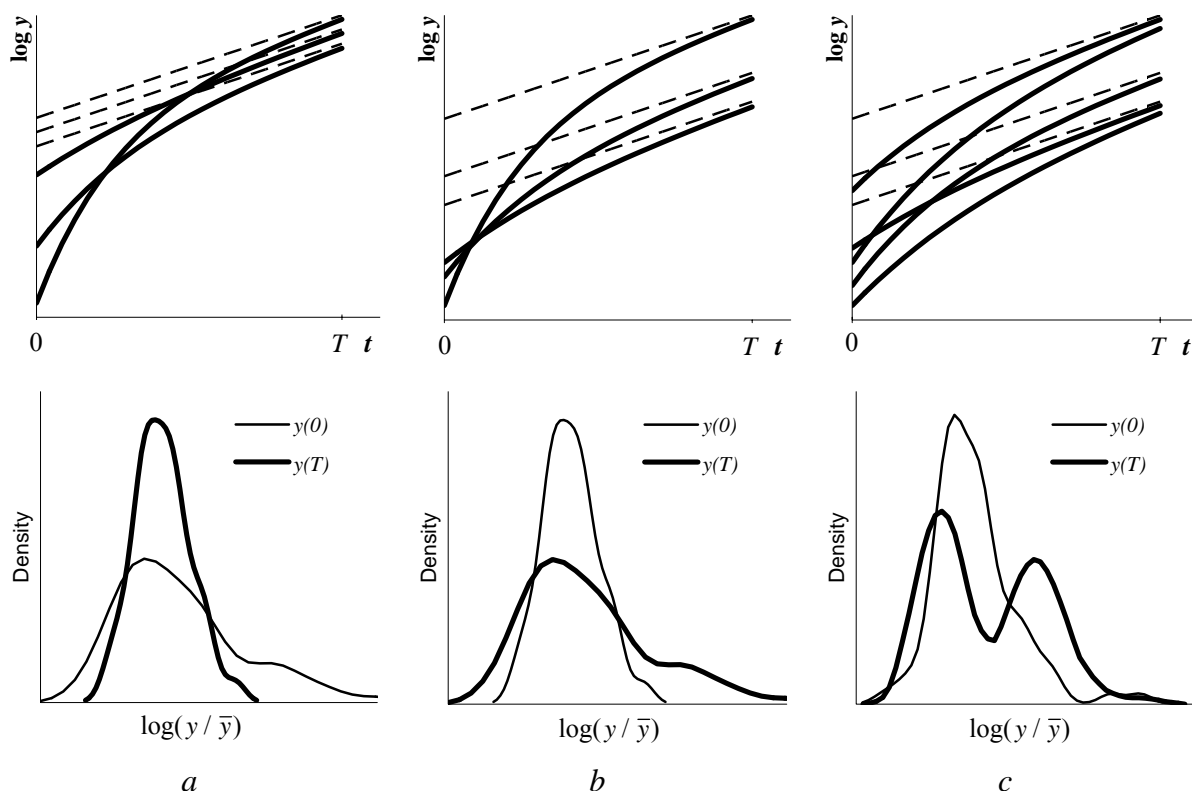 log y
0
T t
log y
0
T t
log y
0
T t
Density
y(0)
y(T)
log(y / y̅)
a
Density
y(0)
y(T)
log(y / y̅)
b
Density
y(0)
y(T)
log(y / y̅)
c